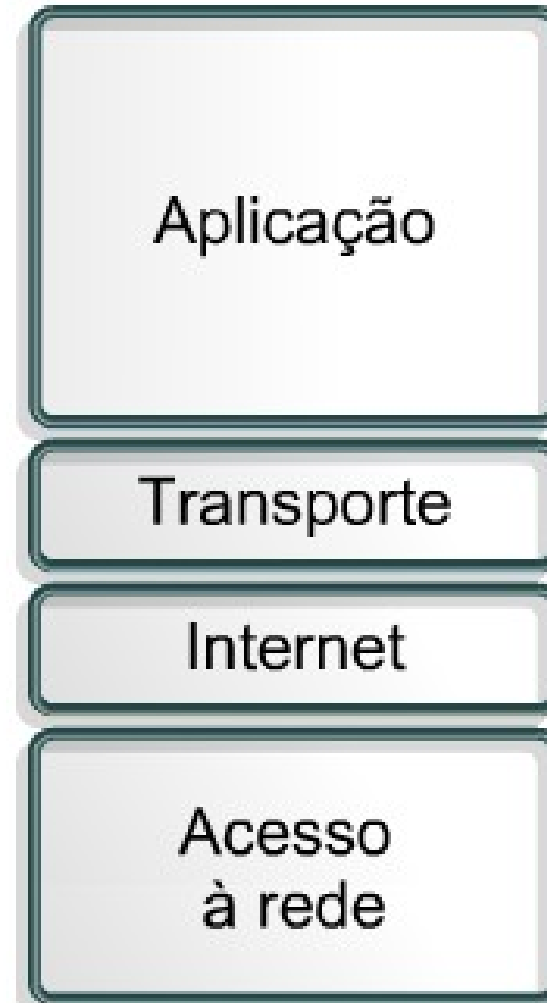 Aplicação
Transporte
Internet
Acesso
à rede